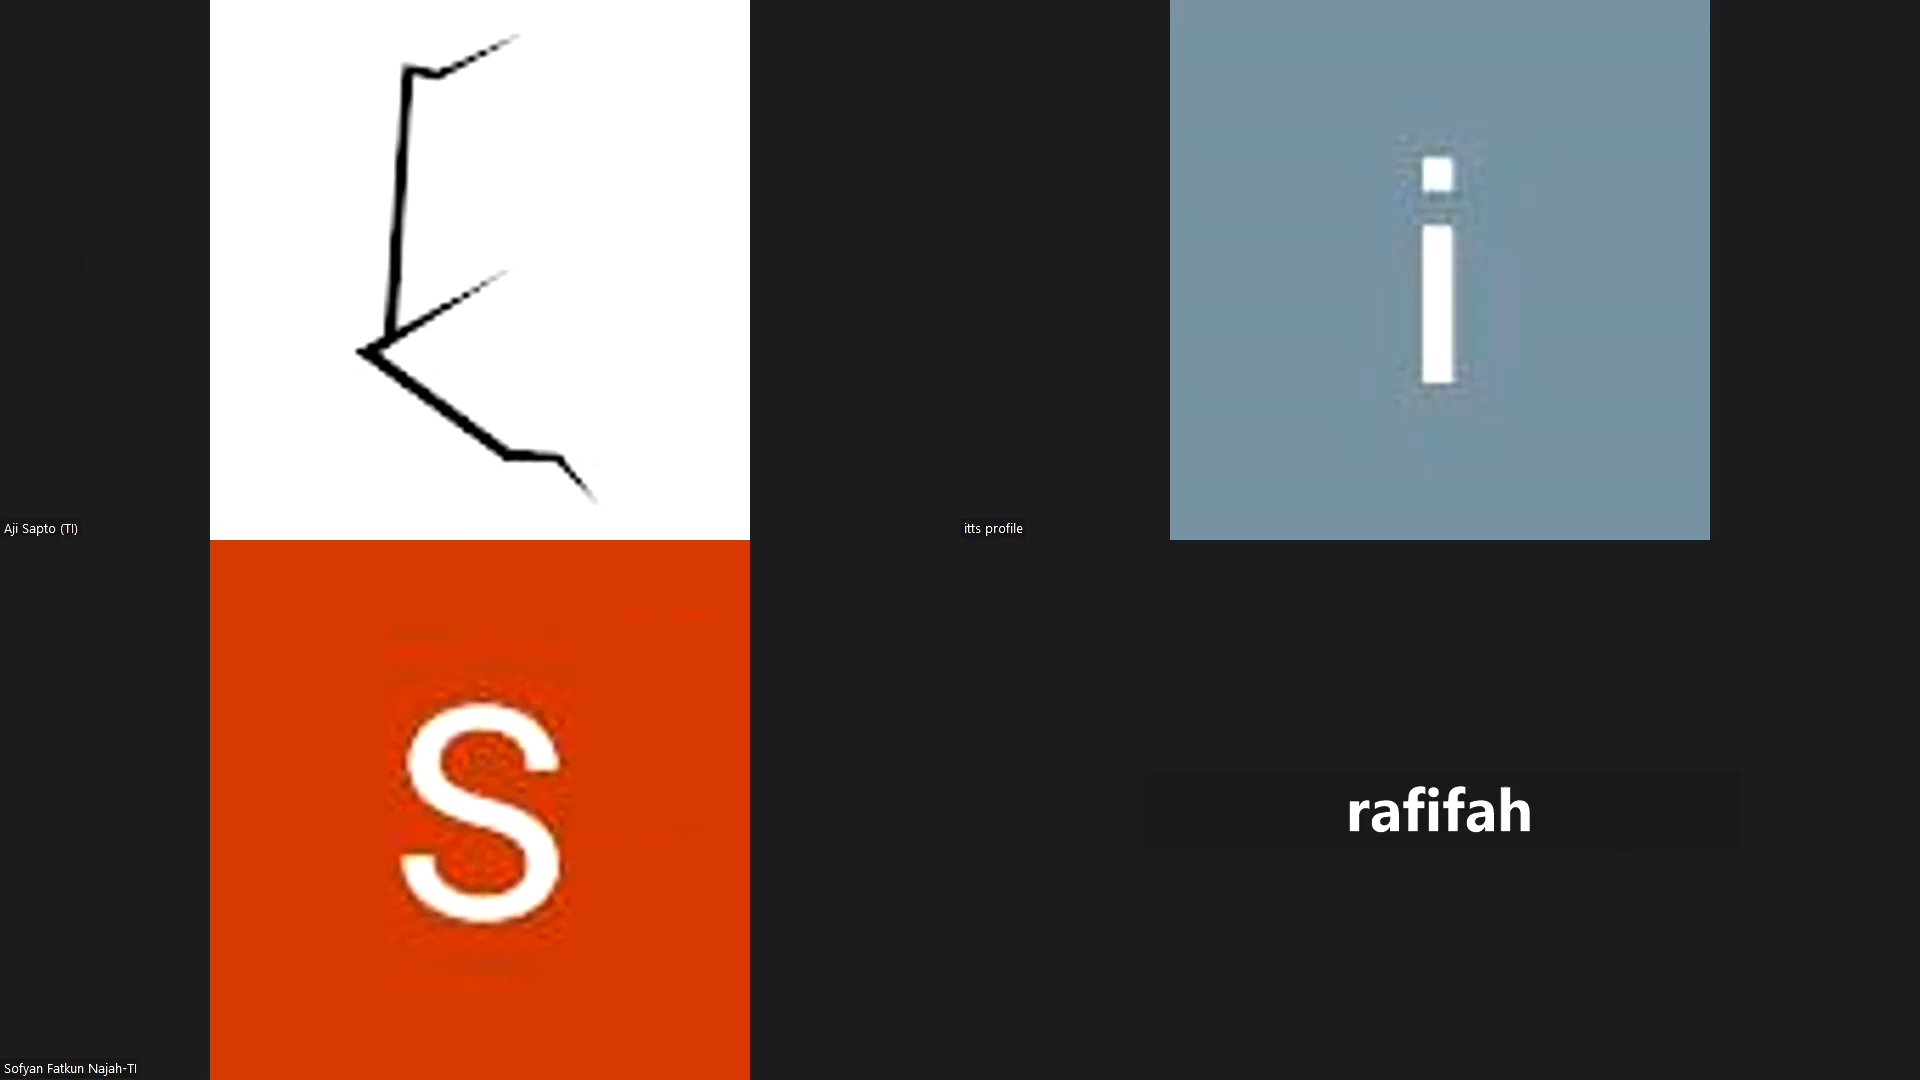 i
Aji Sapto (TI)
itts profile
S
rafifah
Sofyan Fatkun Najah-TI